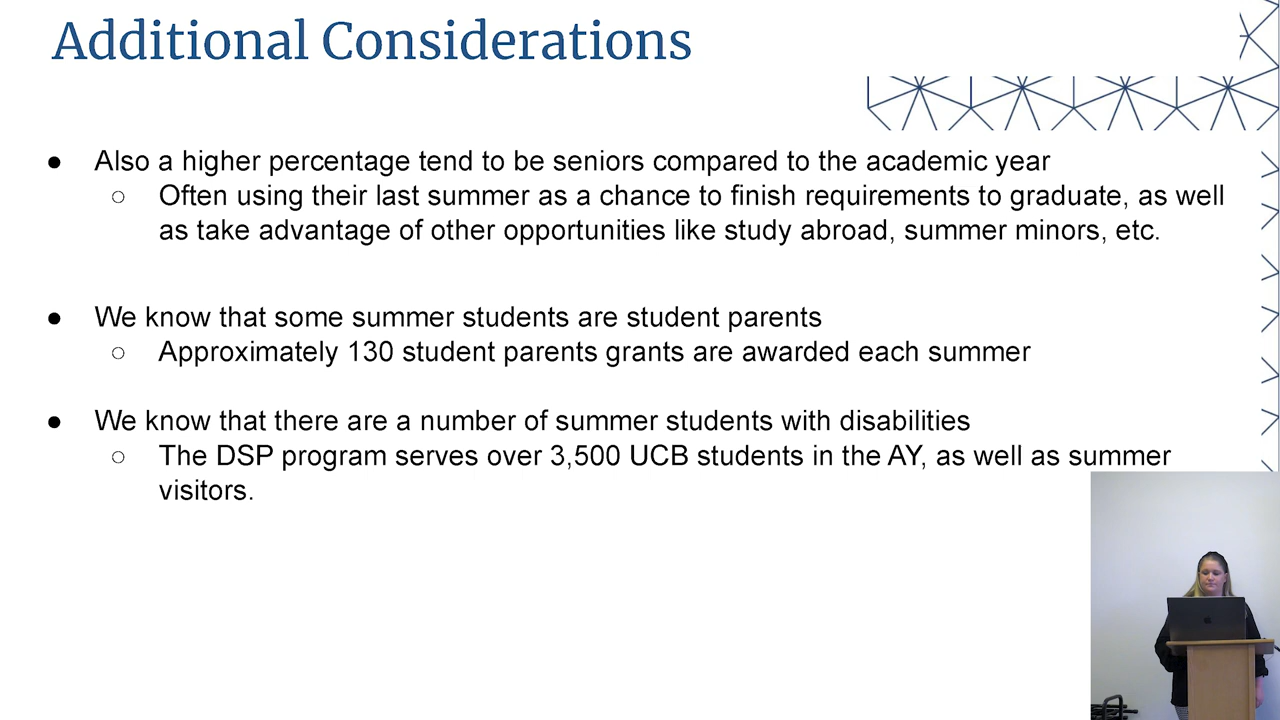 Additional Considerations
● Also a higher percentage tend to be seniors compared to the academic year
○ Often using their last summer as a chance to finish requirements to graduate, as well
as take advantage of other opportunities like study abroad, summer minors, etc.
● We know that some summer students are student parents
○ Approximately 130 student parents grants are awarded each summer
● We know that there are a number of summer students with disabilities
○ The DSP program serves over 3,500 UCB students in the AY, as well as summer
visitors.